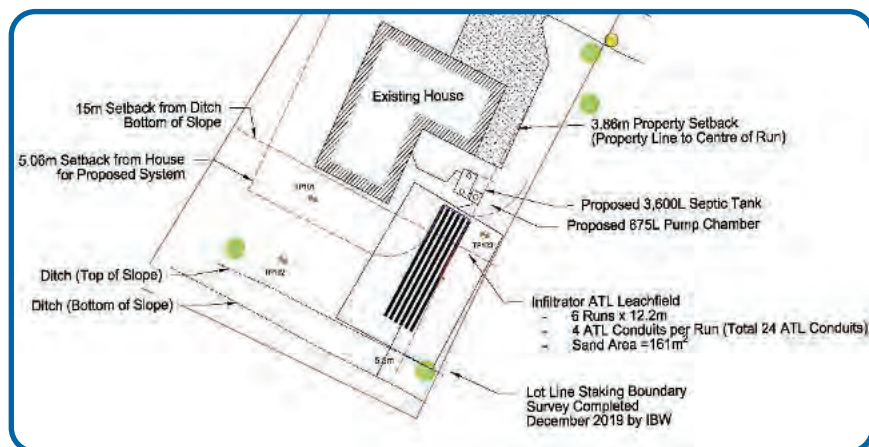 Existing House
15m Setback from Ditch
Bottom of Slope
5.06m Setback from House
for Proposed System
3.86m Property Setback
(Property Line to Centre of Run)
TP101
Proposed 3,600L Septic Tank
Proposed 675L Pump Chamber
TP103
TP102
Ditch (Top of Slope)
Ditch (Bottom of Slope)
Infiltrator ATL Leachfield
- 6 Runs x 12.2m
- 4 ATL Conduits per Run (Total 24 ATL Conduits)
- Sand Area =161m²
Lot Line Staking Boundary
Survey Completed
December 2019 by IBW